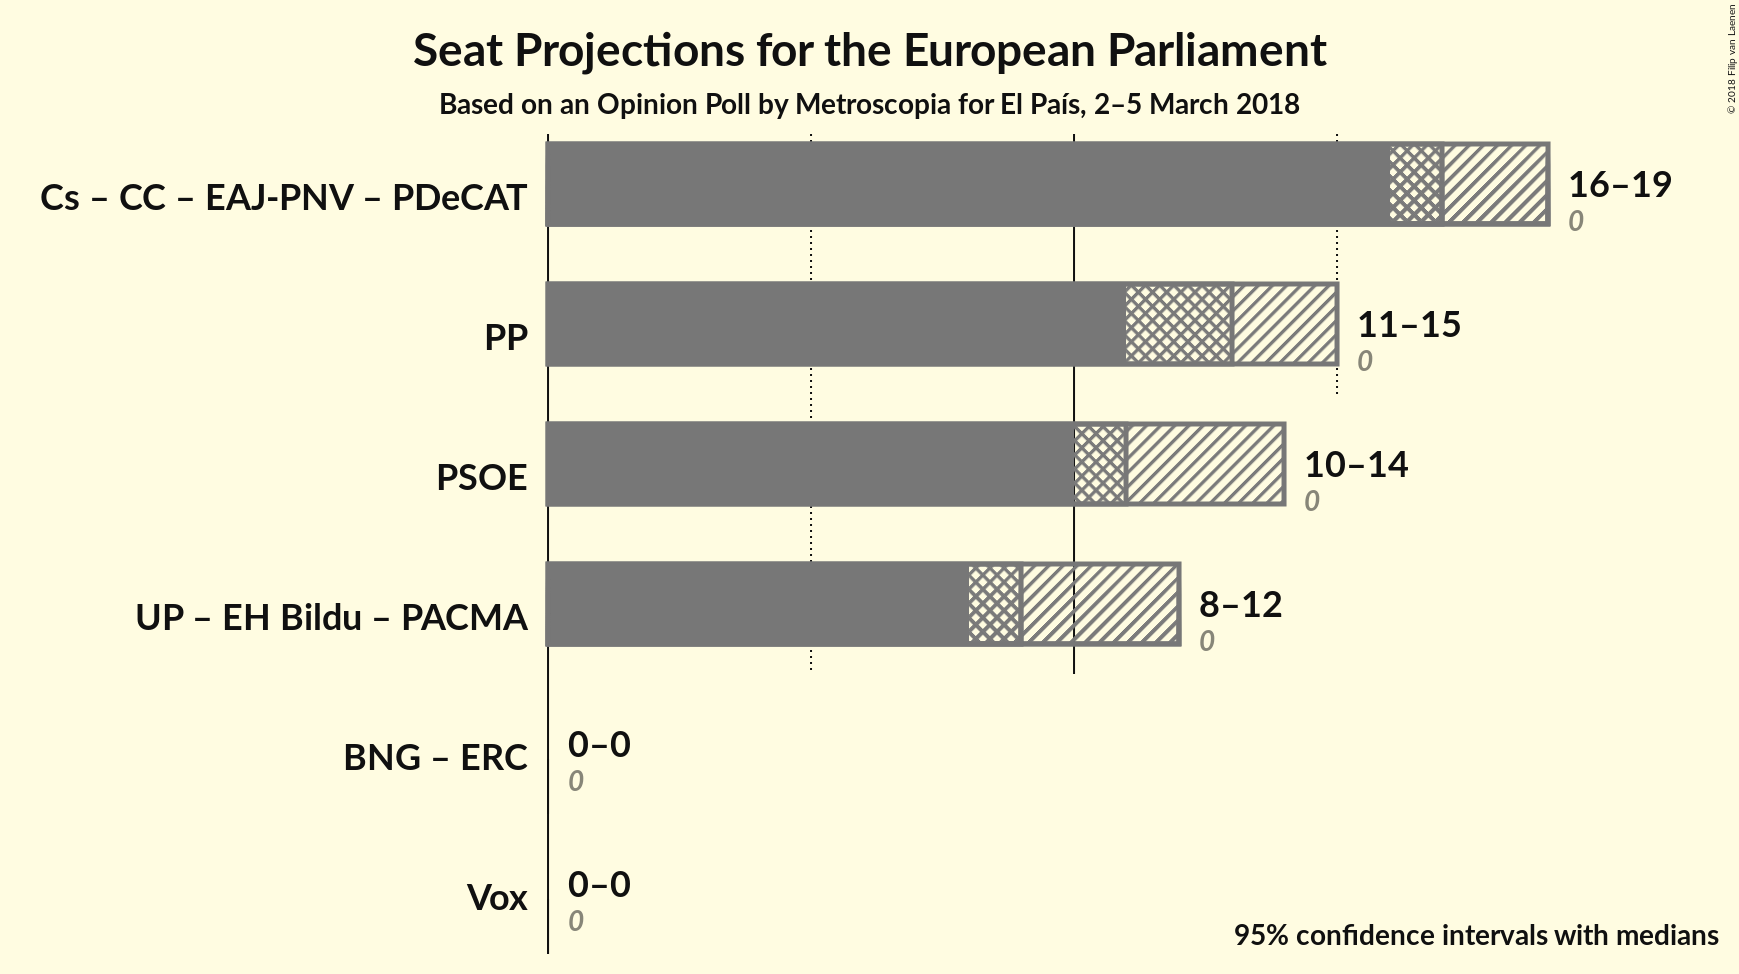 Seat Projections for the European Parliament
Based on an Opinion Poll by Metroscopia for El País, 2–5 March 2018
© 2018 Filip van Laenen
Cs – CC – EAJ-PNV – PDeCAT
16–19
0
PP
11–15
0
PSOE
10–14
0
UP – EH Bildu – PACMA
8–12
0
BNG – ERC
0–0
0
Vox
0–0
0
95% confidence intervals with medians